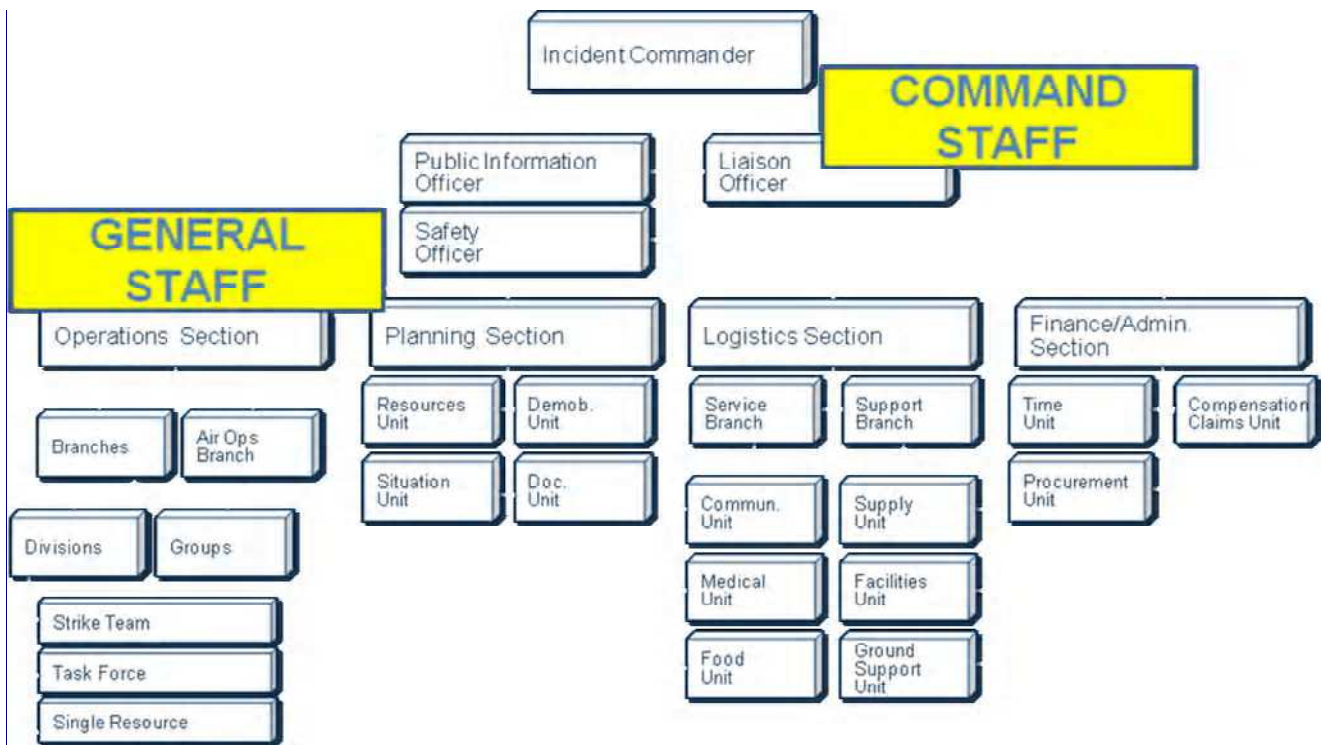 Incident Commander
COMMAND
STAFF
Public Information
Officer
Liaison
Officer
Safety
Officer
GENERAL
STAFF
Operations Section
Planning Section
Logistics Section
Finance/Admin.
Section
Branches
Air Ops
Branch
Resources
Unit
Demob.
Unit
Service
Branch
Support
Branch
Time
Unit
Compensation
Claims Unit
Situation
Unit
Doc.
Unit
Commun.
Unit
Supply
Unit
Procurement
Unit
Divisions
Groups
Medical
Unit
Facilities
Unit
Strike Team
Task Force
Single Resource
Food
Unit
Ground
Support
Unit